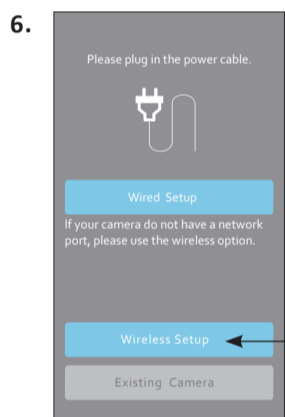 6.
Please plug in the power cable.
Wired Setup
If your camera do not have a network
port, please use the wireless option.
Wireless Setup
Existing Camera